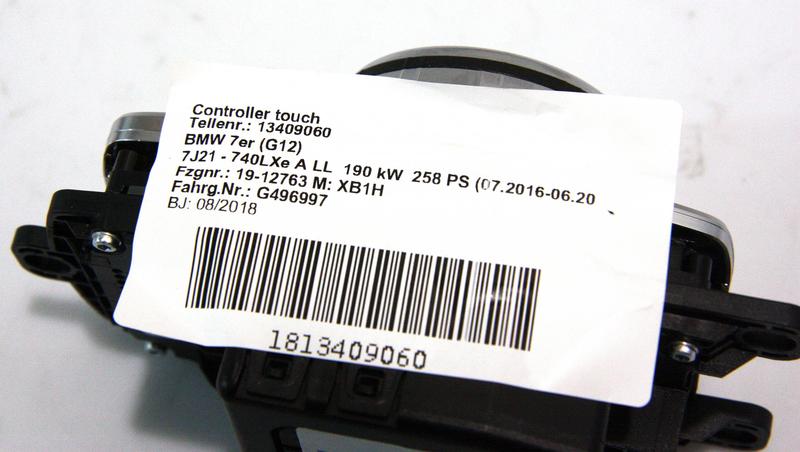 Controller touch
Teilenr.: 13409060
BMW 7er (G12)
7J21 - 740LXe A LL 190 kW 258 PS (07.2016-06.20
Fzgnr.: 19-12763 M: XB1H
Fahrg.Nr.: G496997
BJ: 08/2018
1813409060